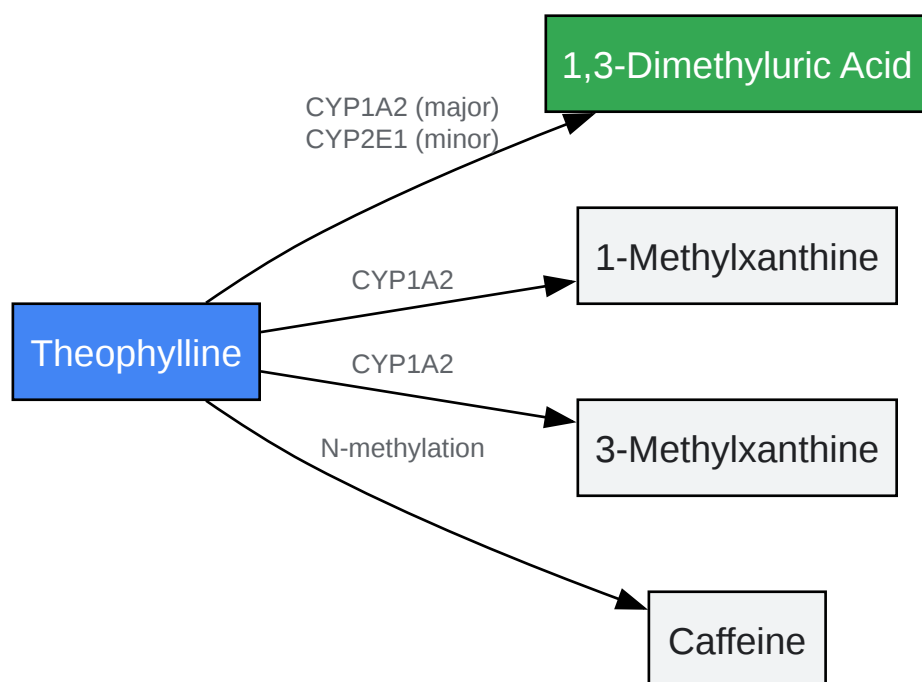 1,3-Dimethyluric Acid
CYP1A2 (major)
CYP2E1 (minor)
1-Methylxanthine
CYP1A2
Theophylline
CYP1A2
3-Methylxanthine
N-methylation
Caffeine